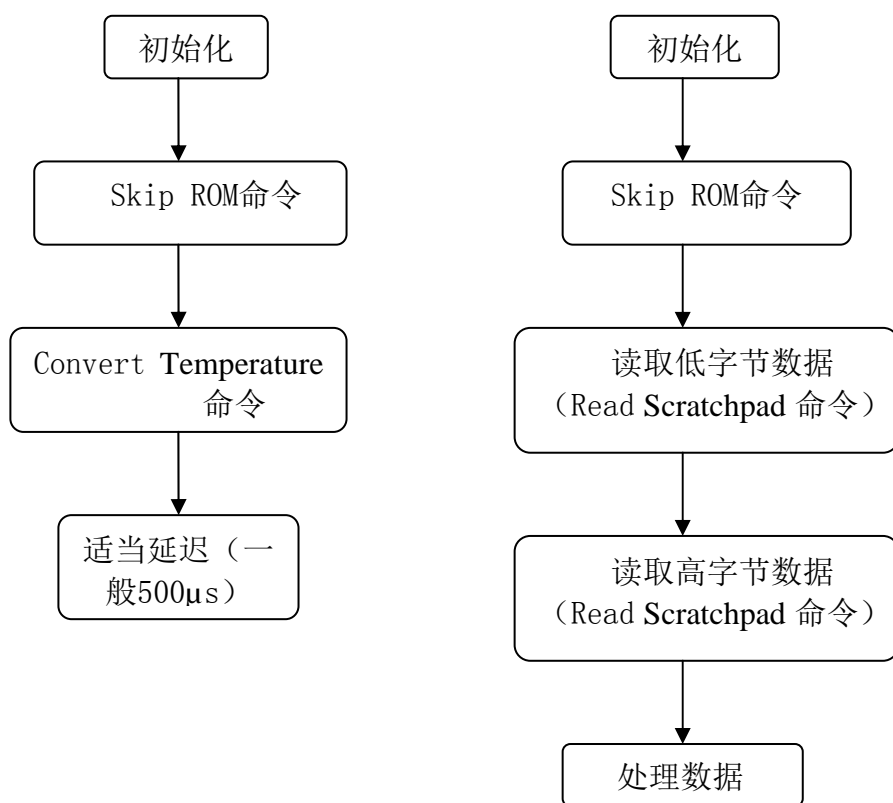 初始化
Skip ROM命令
Convert Temperature
命令
适当延迟（一
般500μs）
初始化
Skip ROM命令
读取低字节数据
（Read Scratchpad 命令）
读取高字节数据
（Read Scratchpad 命令）
处理数据